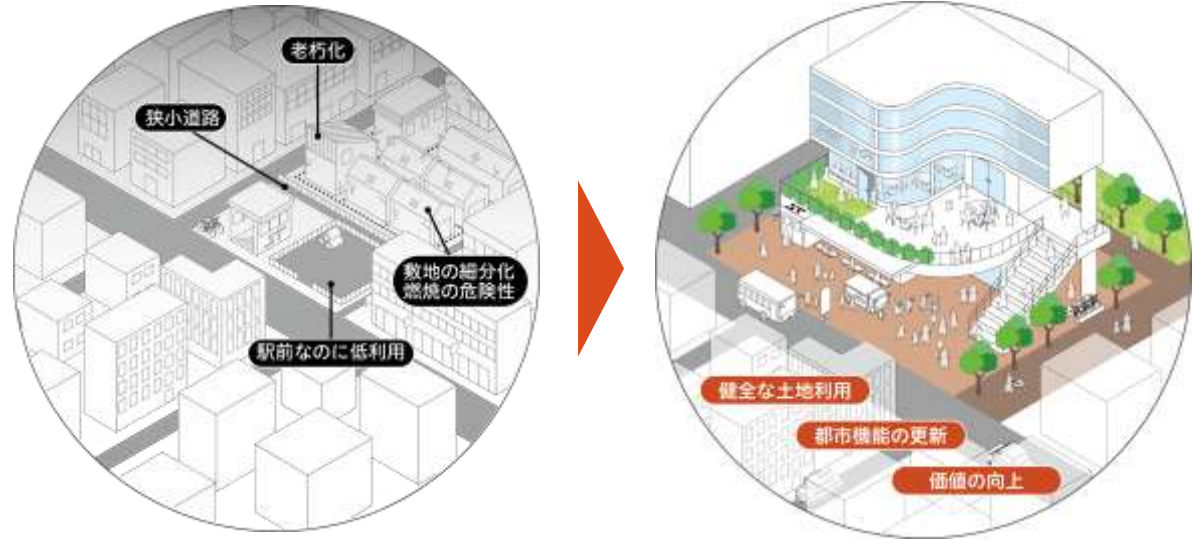 老朽化
狭小道路
敷地の細分化
燃焼の危険性
駅前なのに低利用
健全な土地利用
都市機能の更新
価値の向上